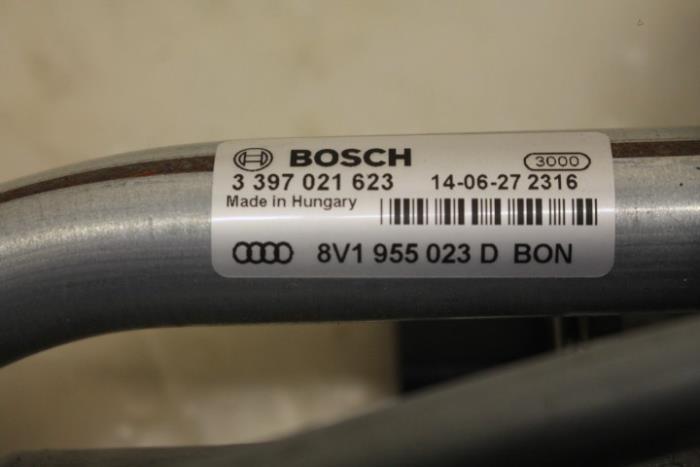 BOSCH 3000
3 397 021 623 14-06-27 2316
Made in Hungary
8V1 955 023 D BON